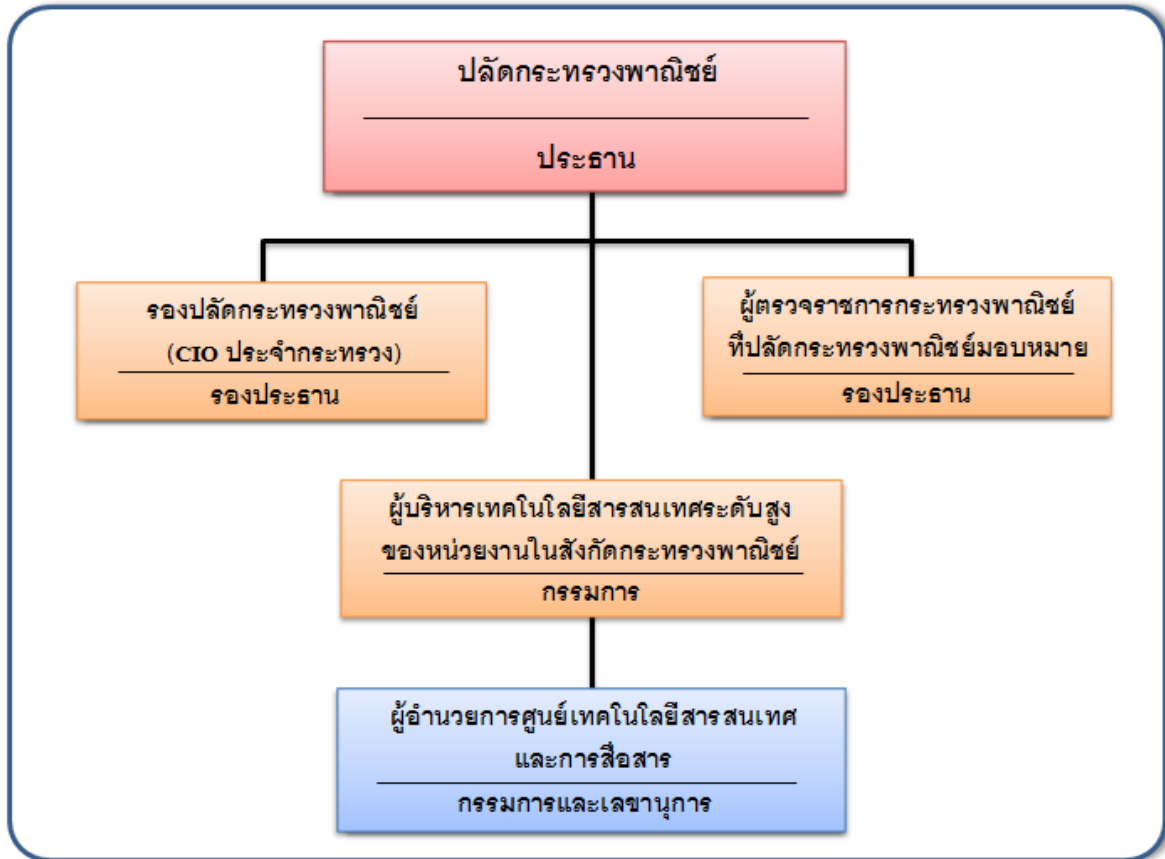 ปลัดกระทรวงพาณิชย์
ประธาน
รองปลัดกระทรวงพาณิชย์
(CIO ประจำกระทรวง)
รองประธาน
ผู้ตรวจราชการกระทรวงพาณิชย์
ที่ปลัดกระทรวงพาณิชย์มอบหมาย
รองประธาน
ผู้บริหารเทคโนโลยีสารสนเทศระดับสูง
ของหน่วยงานในสังกัดกระทรวงพาณิชย์
กรรมการ
ผู้อำนวยการศูนย์เทคโนโลยีสารสนเทศ
และการสื่อสาร
กรรมการและเลขานุการ